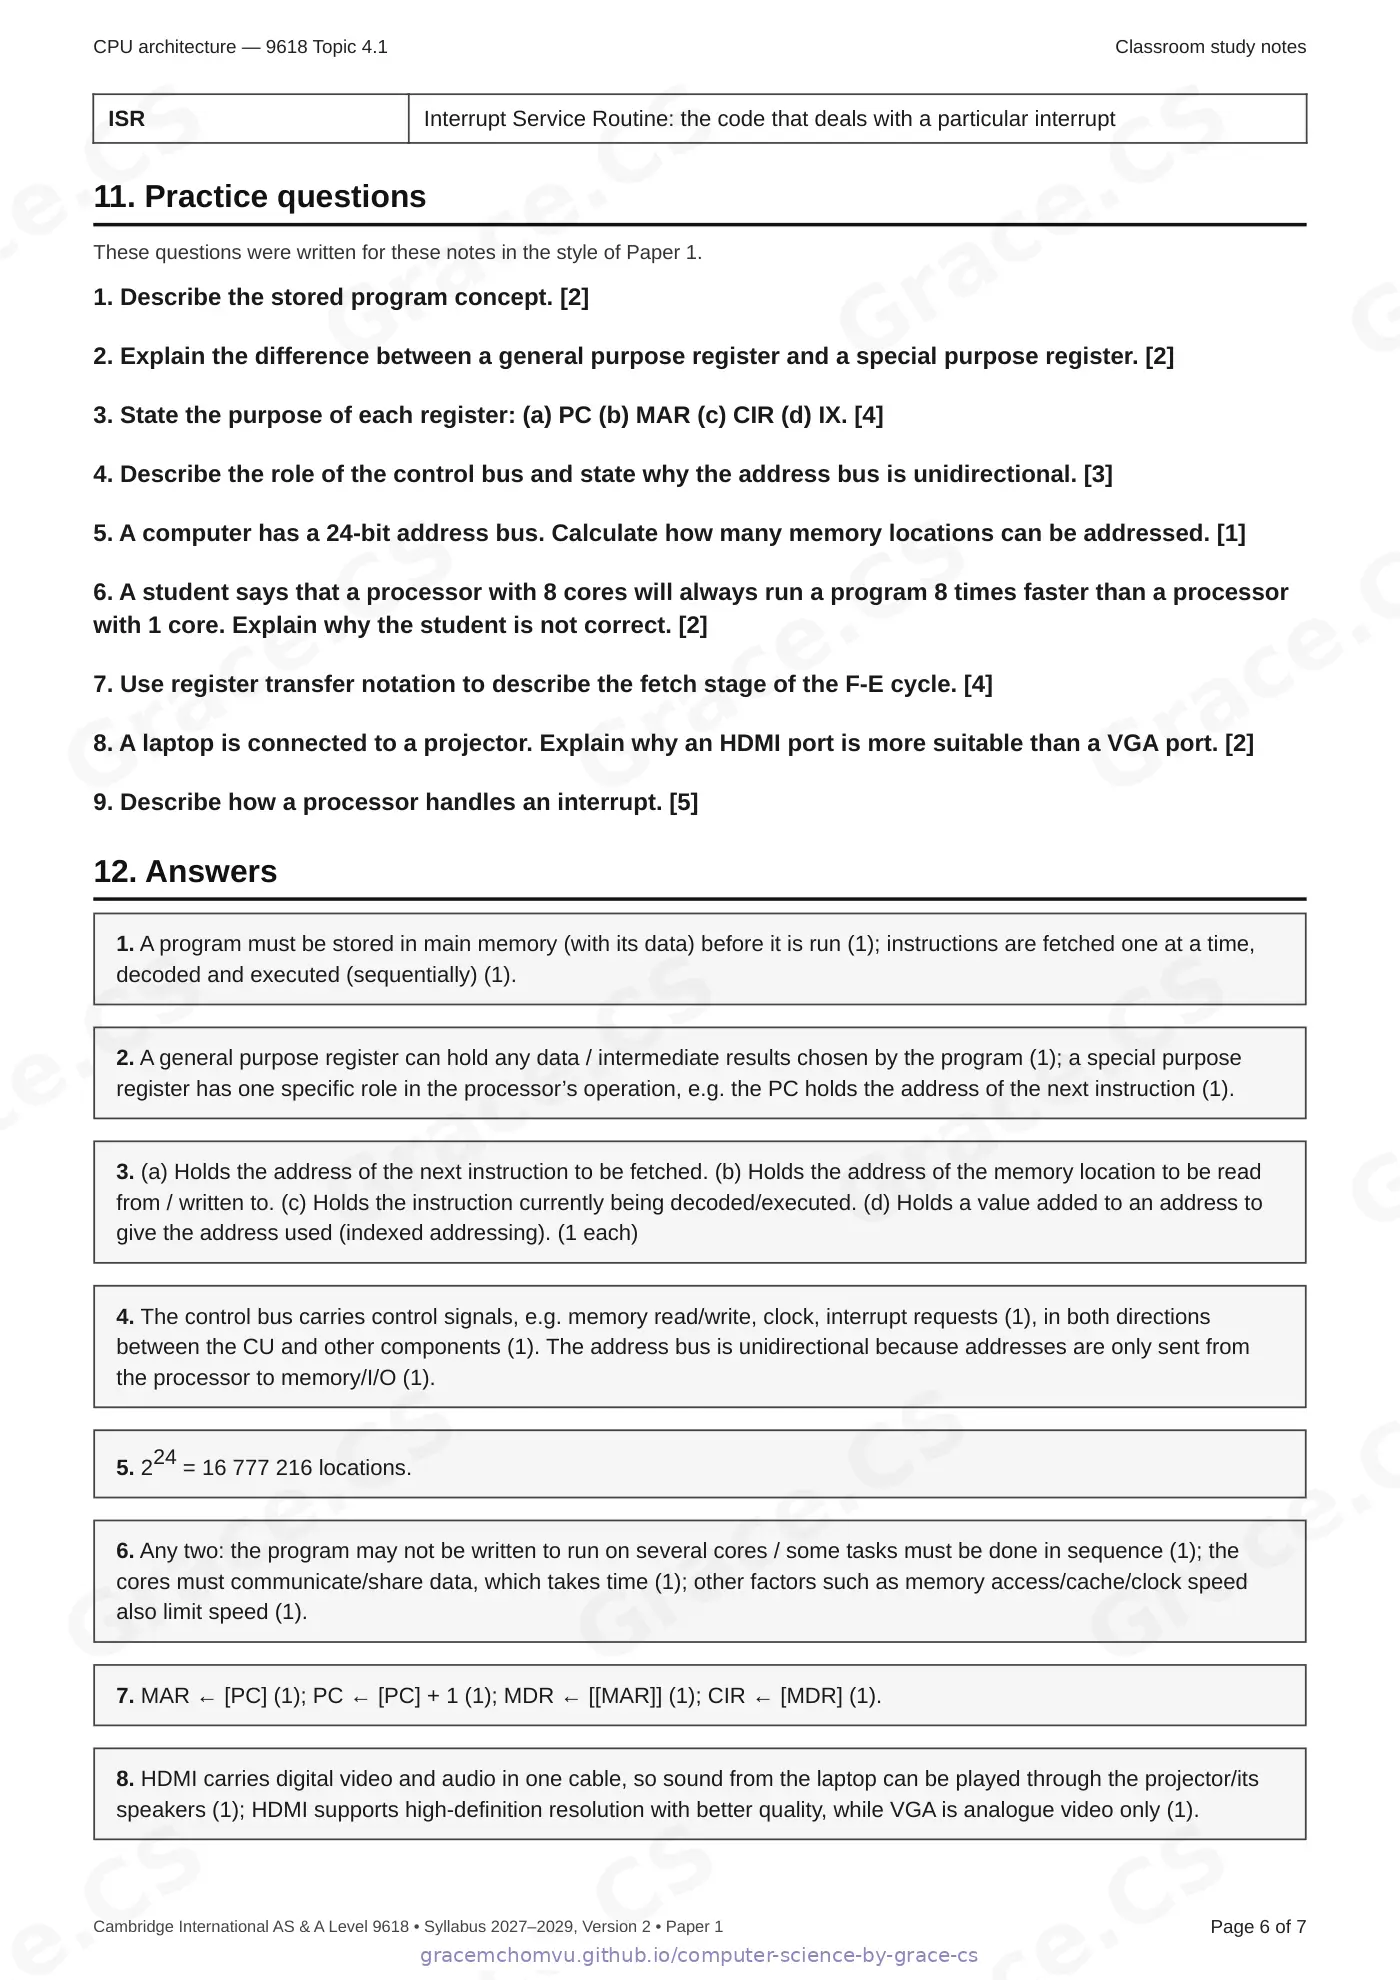 CPU architecture — 9618 Topic 4.1 Classroom study notes
ISR Interrupt Service Routine: the code that deals with a particular interrupt
11. Practice questions
These questions were written for these notes in the style of Paper 1.
1. Describe the stored program concept. [2]
2. Explain the difference between a general purpose register and a special purpose register. [2]
3. State the purpose of each register: (a) PC (b) MAR (c) CIR (d) IX. [4]
4. Describe the role of the control bus and state why the address bus is unidirectional. [3]
5. A computer has a 24-bit address bus. Calculate how many memory locations can be addressed. [1]
6. A student says that a processor with 8 cores will always run a program 8 times faster than a processor
with 1 core. Explain why the student is not correct. [2]
7. Use register transfer notation to describe the fetch stage of the F-E cycle. [4]
8. A laptop is connected to a projector. Explain why an HDMI port is more suitable than a VGA port. [2]
9. Describe how a processor handles an interrupt. [5]
12. Answers
1. A program must be stored in main memory (with its data) before it is run (1); instructions are fetched one at a time,
decoded and executed (sequentially) (1).
2. A general purpose register can hold any data / intermediate results chosen by the program (1); a special purpose
register has one specific role in the processor’s operation, e.g. the PC holds the address of the next instruction (1).
3. (a) Holds the address of the next instruction to be fetched. (b) Holds the address of the memory location to be read
from / written to. (c) Holds the instruction currently being decoded/executed. (d) Holds a value added to an address to
give the address used (indexed addressing). (1 each)
4. The control bus carries control signals, e.g. memory read/write, clock, interrupt requests (1), in both directions
between the CU and other components (1). The address bus is unidirectional because addresses are only sent from
the processor to memory/I/O (1).
5. 2^24 = 16 777 216 locations.
6. Any two: the program may not be written to run on several cores / some tasks must be done in sequence (1); the
cores must communicate/share data, which takes time (1); other factors such as memory access/cache/clock speed
also limit speed (1).
7. MAR ← [PC] (1); PC ← [PC] + 1 (1); MDR ← [[MAR]] (1); CIR ← [MDR] (1).
8. HDMI carries digital video and audio in one cable, so sound from the laptop can be played through the projector/its
speakers (1); HDMI supports high-definition resolution with better quality, while VGA is analogue video only (1).
Cambridge International AS & A Level 9618 • Syllabus 2027–2029, Version 2 • Paper 1 Page 6 of 7
gracemchomvu.github.io/computer-science-by-grace-cs
Grace.CS